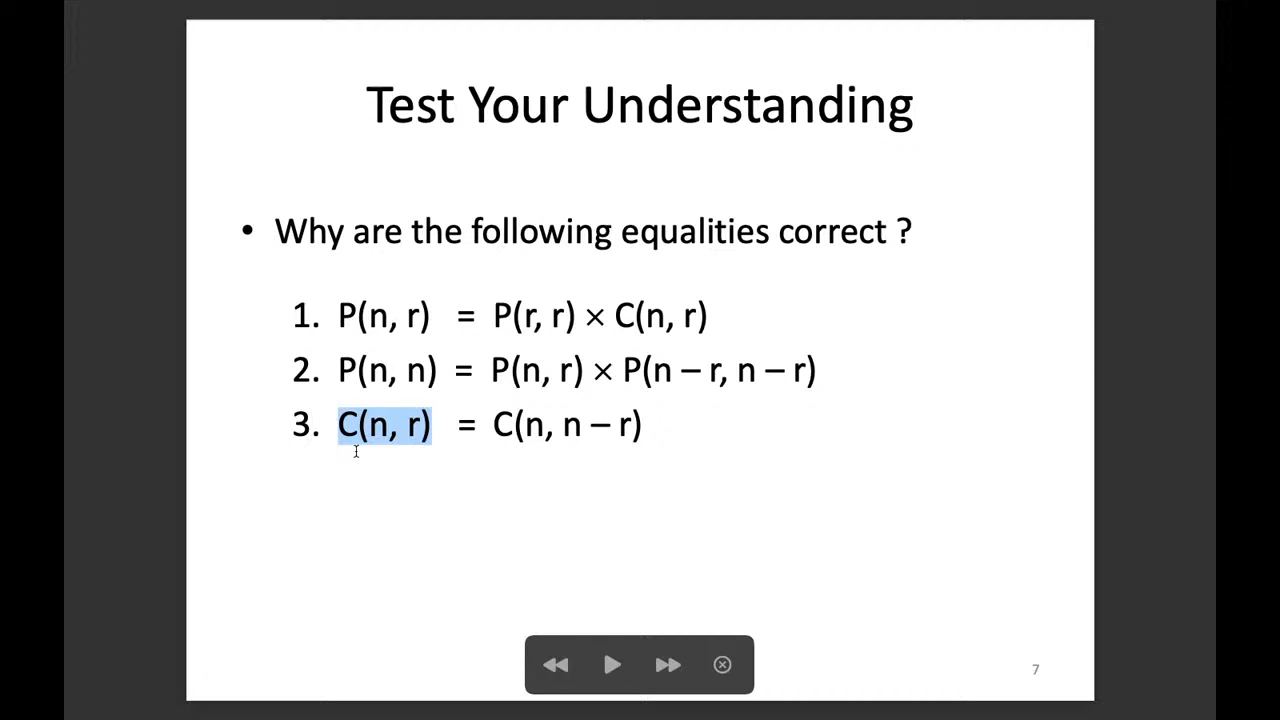 Test Your Understanding
• Why are the following equalities correct ?
1. P(n, r) = P(r, r) × C(n, r)
2. P(n, n) = P(n, r) × P(n – r, n – r)
3. C(n, r) = C(n, n – r)
7